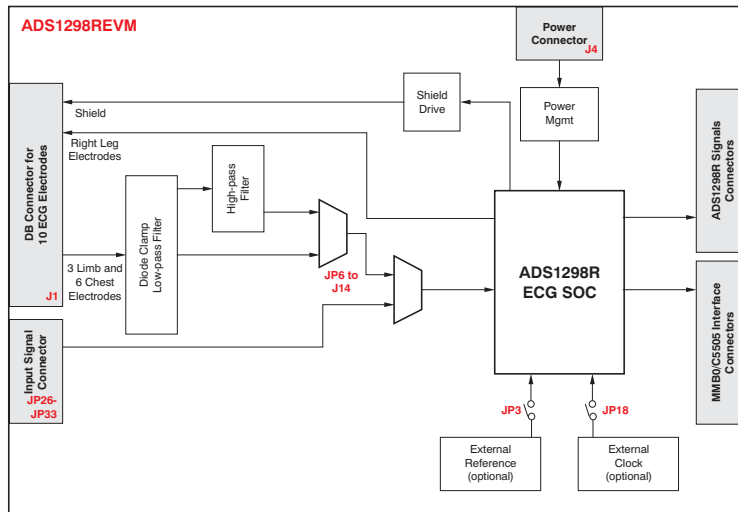 ADS1298REVM
Power
Connector
J4
Shield
Drive
Power
Mgmt
Shield
Right Leg
Electrodes
DB Connector for
10 ECG Electrodes
J1
3 Limb and
6 Chest
Electrodes
Diode Clamp
Low-pass Filter
High-pass
Filter
JP6 to
J14
Input Signal
Connector
JP26-
JP33
ADS1298R
ECG SOC
ADS1298R Signals
Connectors
MMB0/C5505 Interface
Connectors
JP3
JP18
External
Reference
(optional)
External
Clock
(optional)